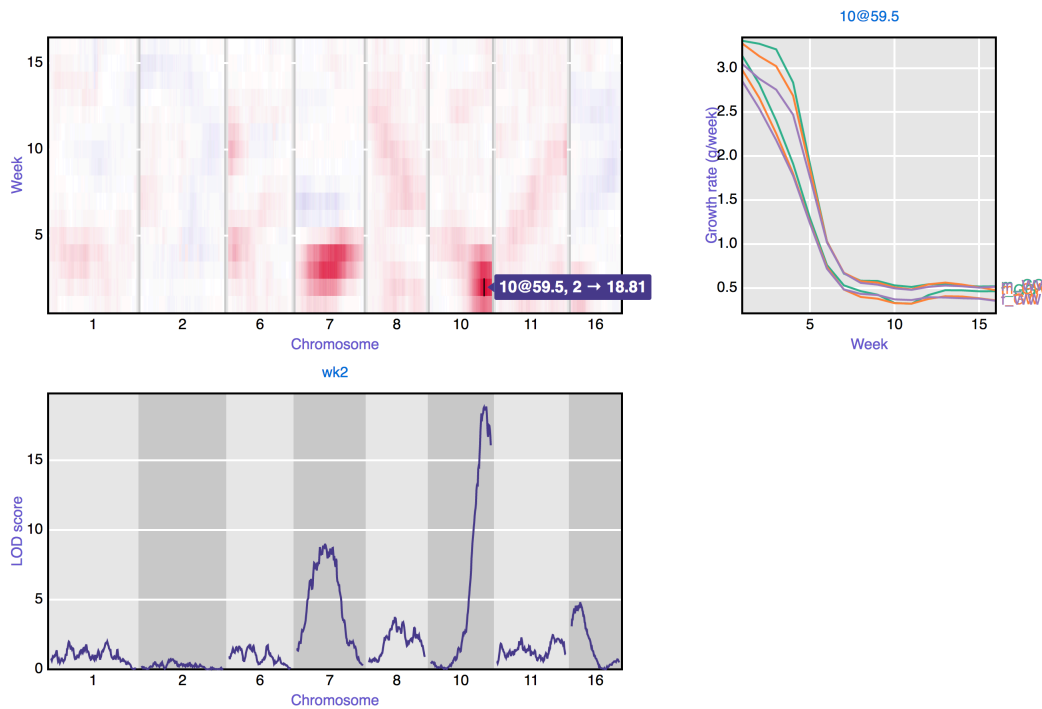 10@59.5
15
10
5
Week
10@59.5, 2 → 18.81
1 2 6 7 8 10 11 16
Chromosome
3.0
2.5
2.0
1.5
1.0
0.5
Growth rate (g/week)
5 10 15
Week
wk2
15
10
5
0
LOD score
1 2 6 7 8 10 11 16
Chromosome